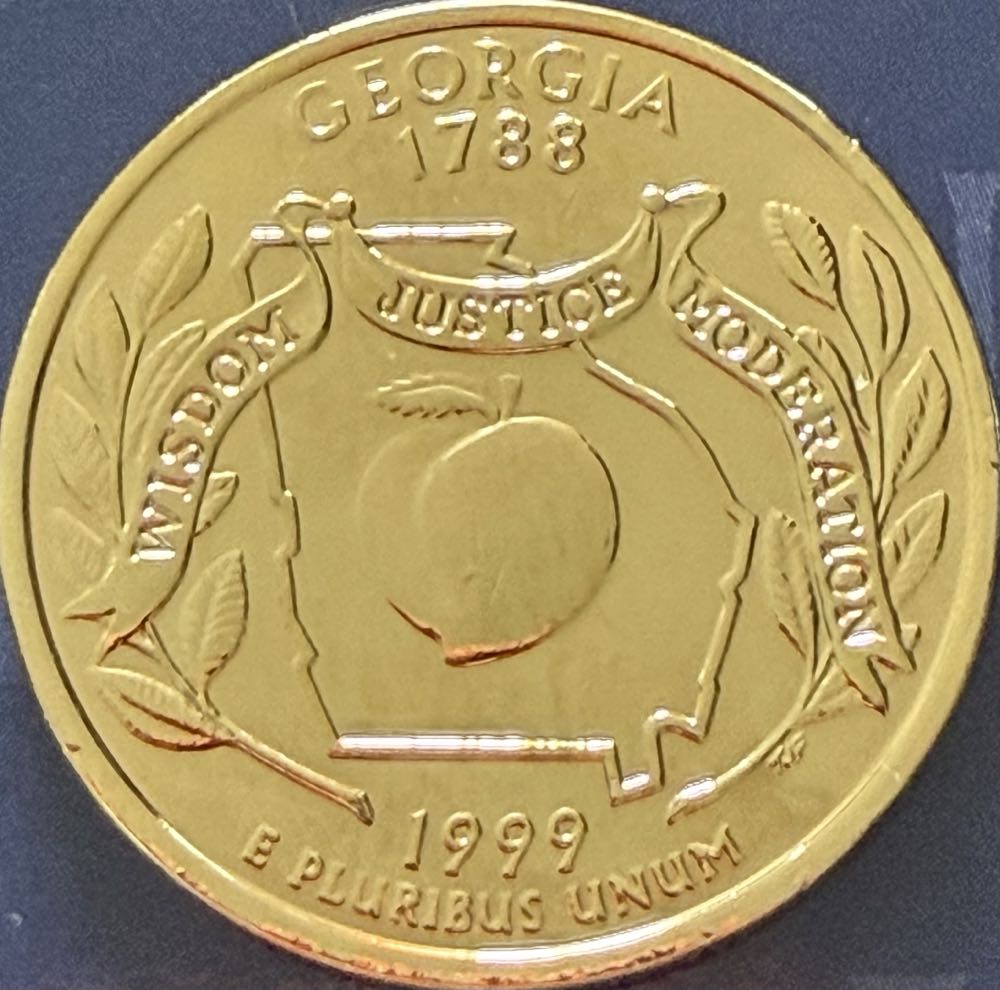 GEORGIA
1788
WISDOM
JUSTICE
MODERATION
1999
E PLURIBUS UNUM